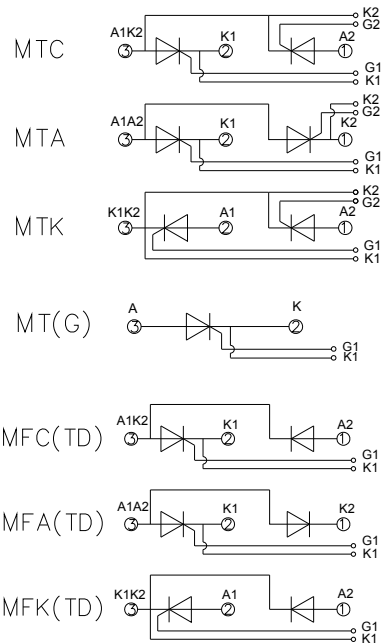 MTC
A1K2
3
K1
2
A2
1
K2
G2
G1
K1
MTA
A1A2
3
K1
2
K2
1
K2
G2
G1
K1
MTK
K1K2
3
A1
2
A2
1
K2
G2
G1
K1
MT(G)
A
3
K
2
G1
K1
MFC(TD)
A1K2
3
K1
2
A2
1
G1
K1
MFA(TD)
A1A2
3
K1
2
K2
1
G1
K1
MFK(TD)
K1K2
3
A1
2
A2
1
G1
K1